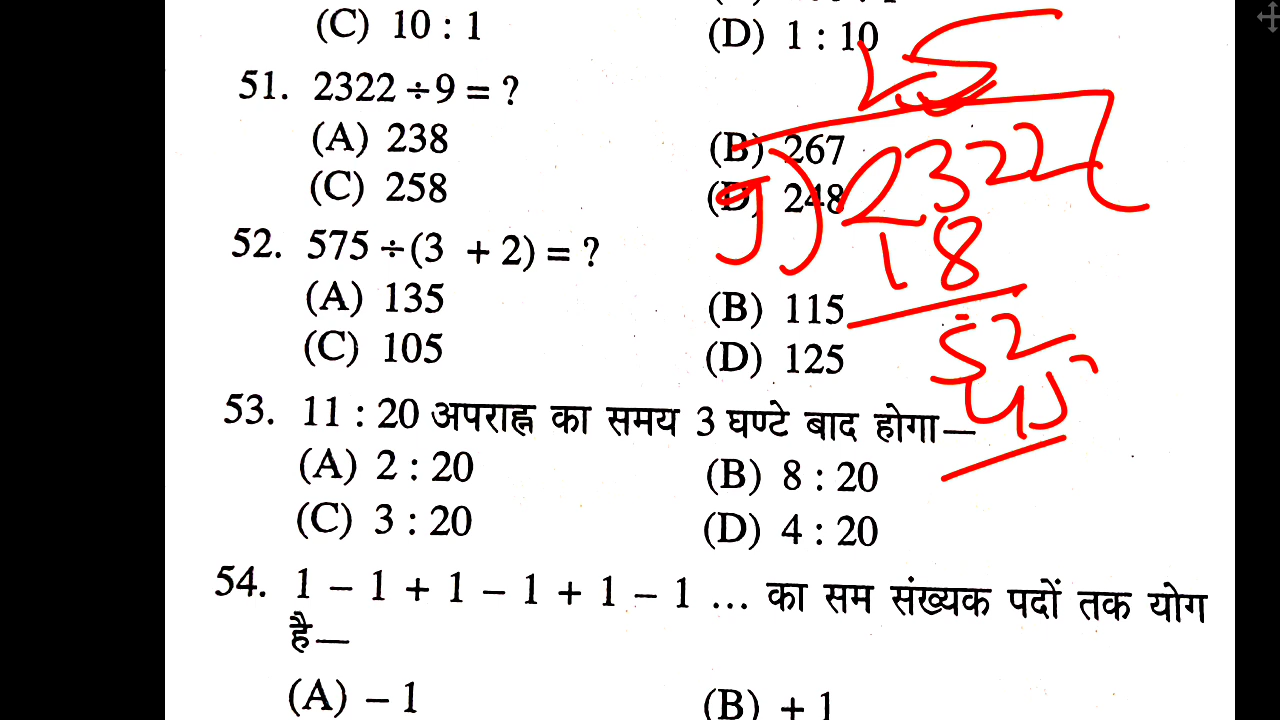 (C) 10 : 1
(D) 1 : 10
51. 2322 ÷ 9 = ?
(A) 238
(B) 267
(C) 258
(D) 248
52. 575 ÷ (3 + 2) = ?
(A) 135
(B) 115
(C) 105
(D) 125
53. 11 : 20 अपराह्न का समय 3 घण्टे बाद होगा—
(A) 2 : 20
(B) 8 : 20
(C) 3 : 20
(D) 4 : 20
54. 1 – 1 + 1 – 1 + 1 – 1 ... का सम संख्यक पदों तक योग
है—
(A) – 1
(B) + 1
25
9) 2322
18
52
45